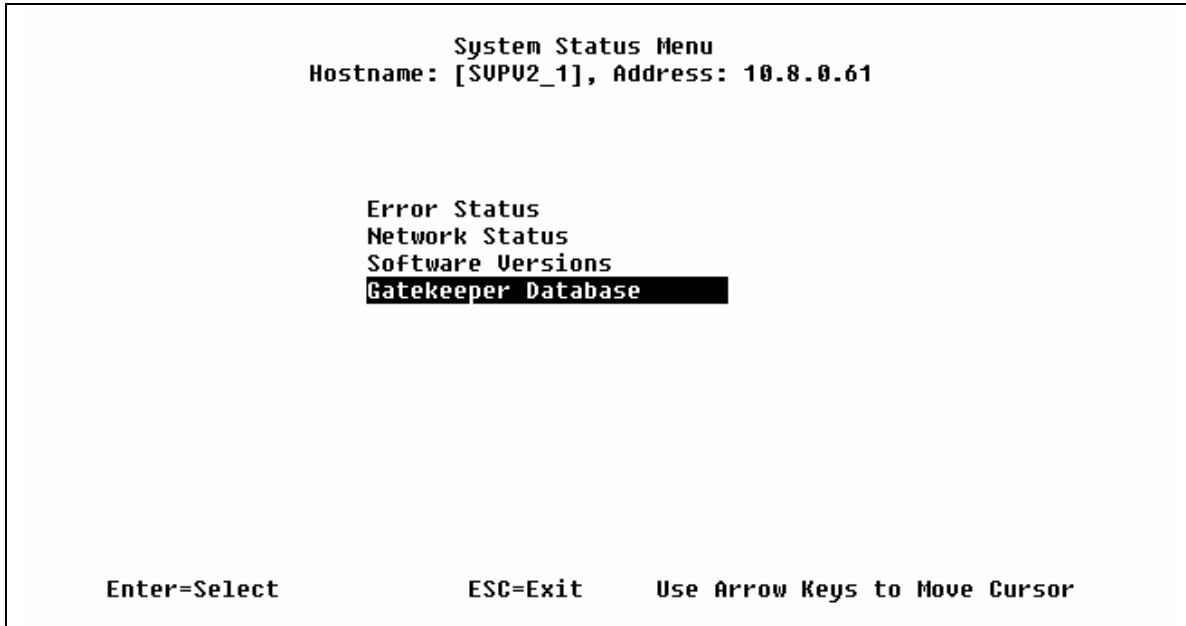 System Status Menu
Hostname: [SVPV2_1], Address: 10.8.0.61
Error Status
Network Status
Software Versions
Gatekeeper Database
Enter=Select ESC=Exit Use Arrow Keys to Move Cursor